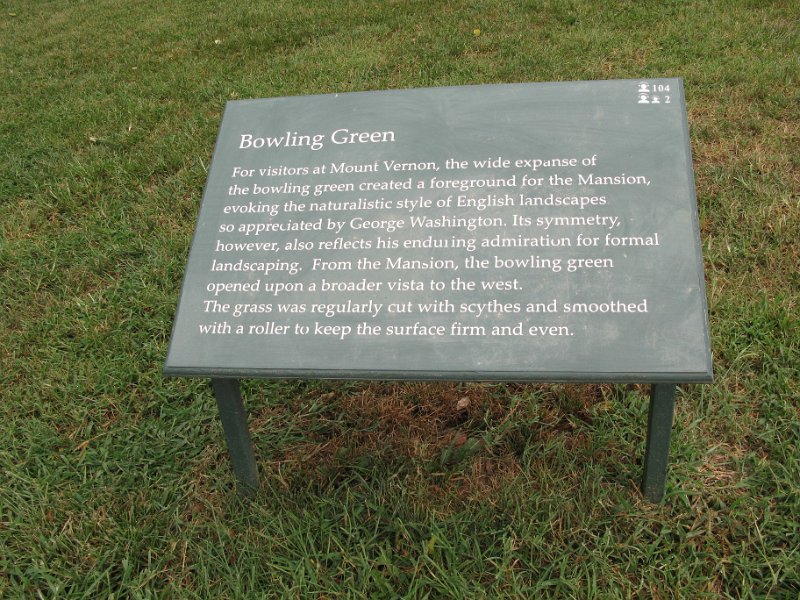 104
2
Bowling Green
For visitors at Mount Vernon, the wide expanse of
the bowling green created a foreground for the Mansion,
evoking the naturalistic style of English landscapes
so appreciated by George Washington. Its symmetry,
however, also reflects his enduring admiration for formal
landscaping. From the Mansion, the bowling green
opened upon a broader vista to the west.
The grass was regularly cut with scythes and smoothed
with a roller to keep the surface firm and even.